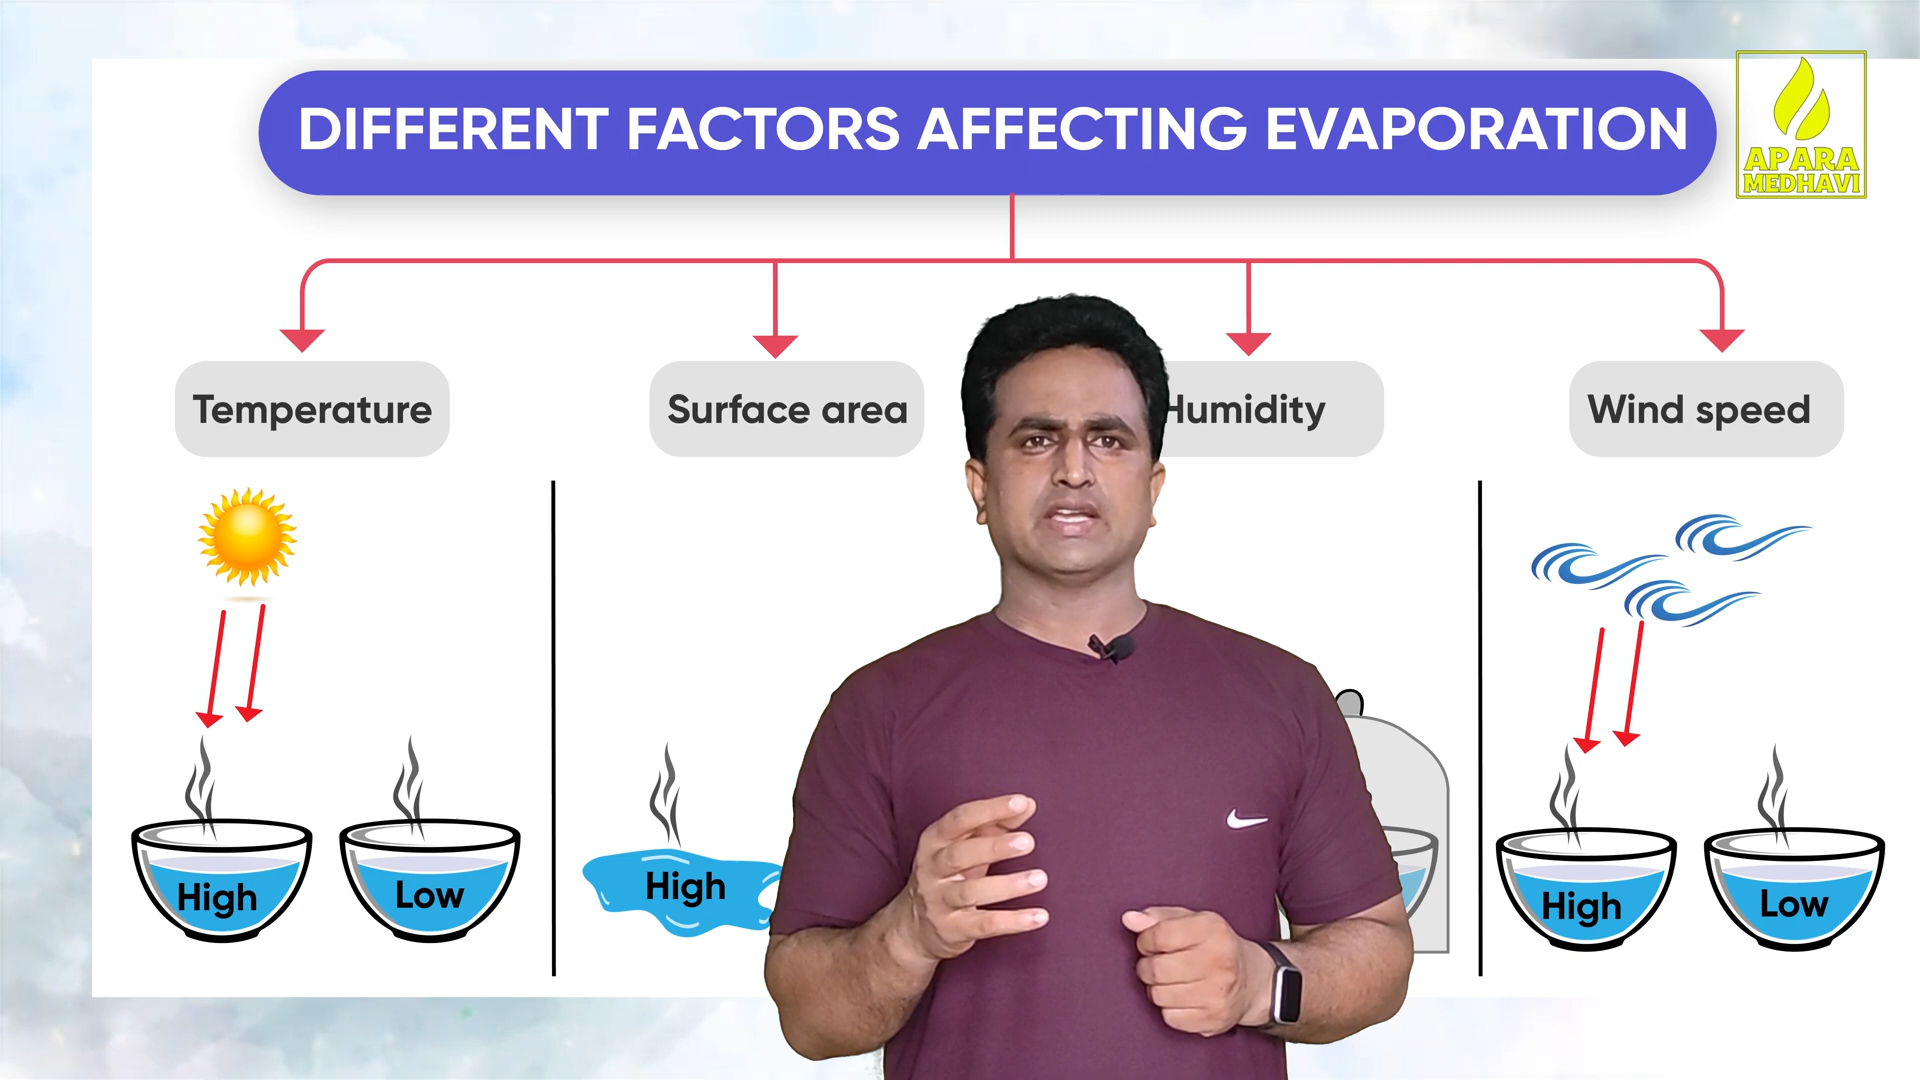 DIFFERENT FACTORS AFFECTING EVAPORATION
APARA
MEDHAVI
Temperature
Surface area
Humidity
Wind speed
High
Low
High
High
Low